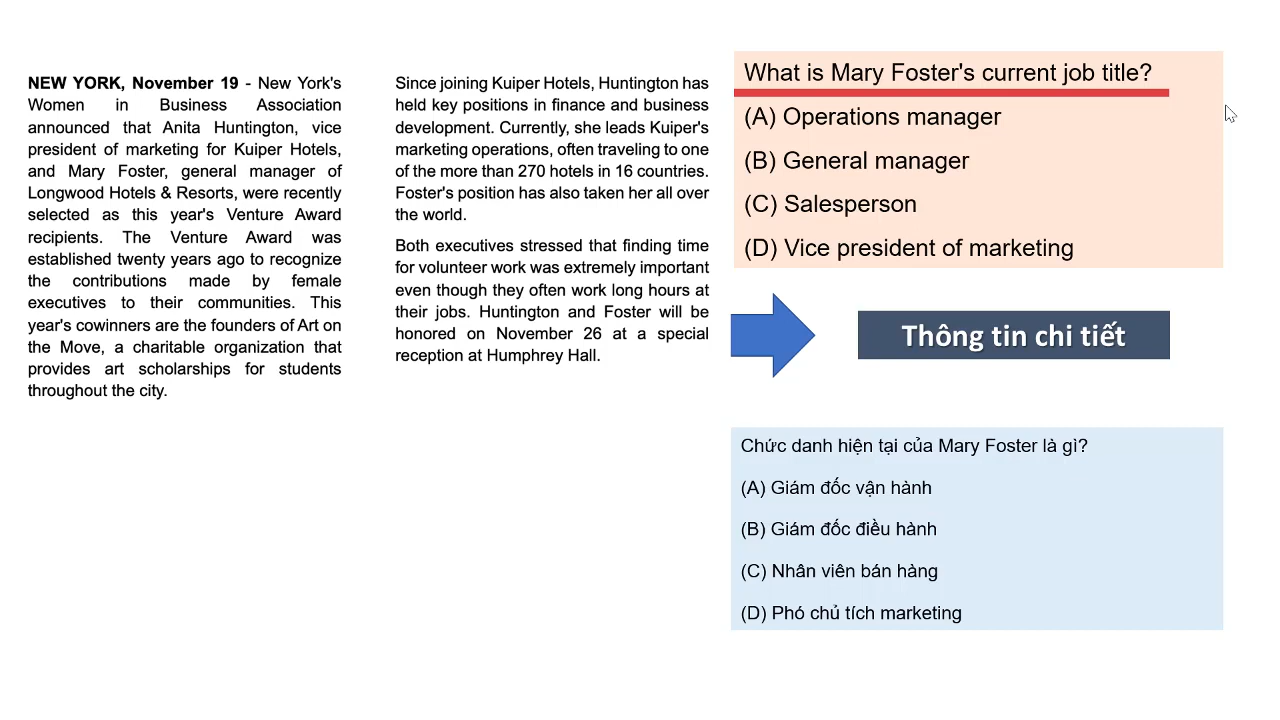 NEW YORK, November 19 - New York's
Women in Business Association
announced that Anita Huntington, vice
president of marketing for Kuiper Hotels,
and Mary Foster, general manager of
Longwood Hotels & Resorts, were recently
selected as this year's Venture Award
recipients. The Venture Award was
established twenty years ago to recognize
the contributions made by female
executives to their communities. This
year's cowinners are the founders of Art on
the Move, a charitable organization that
provides art scholarships for students
throughout the city.
Since joining Kuiper Hotels, Huntington has
held key positions in finance and business
development. Currently, she leads Kuiper's
marketing operations, often traveling to one
of the more than 270 hotels in 16 countries.
Foster's position has also taken her all over
the world.
Both executives stressed that finding time
for volunteer work was extremely important
even though they often work long hours at
their jobs. Huntington and Foster will be
honored on November 26 at a special
reception at Humphrey Hall.
What is Mary Foster's current job title?
(A) Operations manager
(B) General manager
(C) Salesperson
(D) Vice president of marketing
Thông tin chi tiết
Chức danh hiện tại của Mary Foster là gì?
(A) Giám đốc vận hành
(B) Giám đốc điều hành
(C) Nhân viên bán hàng
(D) Phó chủ tích marketing